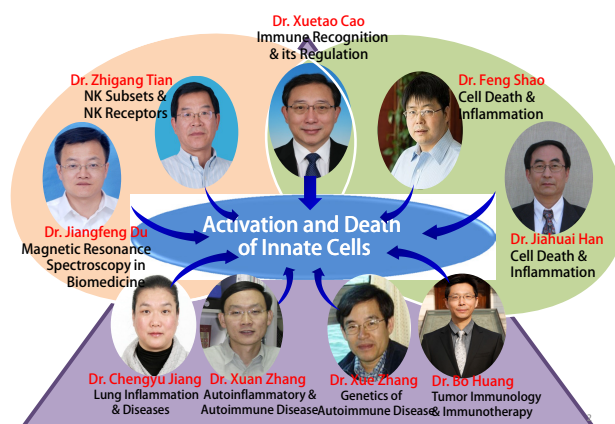 Dr. Xuetao Cao
Immune Recognition
& its Regulation
Dr. Zhigang Tian
NK Subsets &
NK Receptors
Dr. Feng Shao
Cell Death &
Inflammation
Dr. Jiangfeng Du
Magnetic Resonance
Spectroscopy in
Biomedicine
Activation and Death
of Innate Cells
Dr. Jiahuai Han
Cell Death &
Inflammation
Dr. Chengyu Jiang
Lung Inflammation
& Diseases
Dr. Xuan Zhang
Autoinflammatory &
Autoimmune Disease
Dr. Xue Zhang
Genetics of
Autoimmune Disease
Dr. Bo Huang
Tumor Immunology
& Immunotherapy